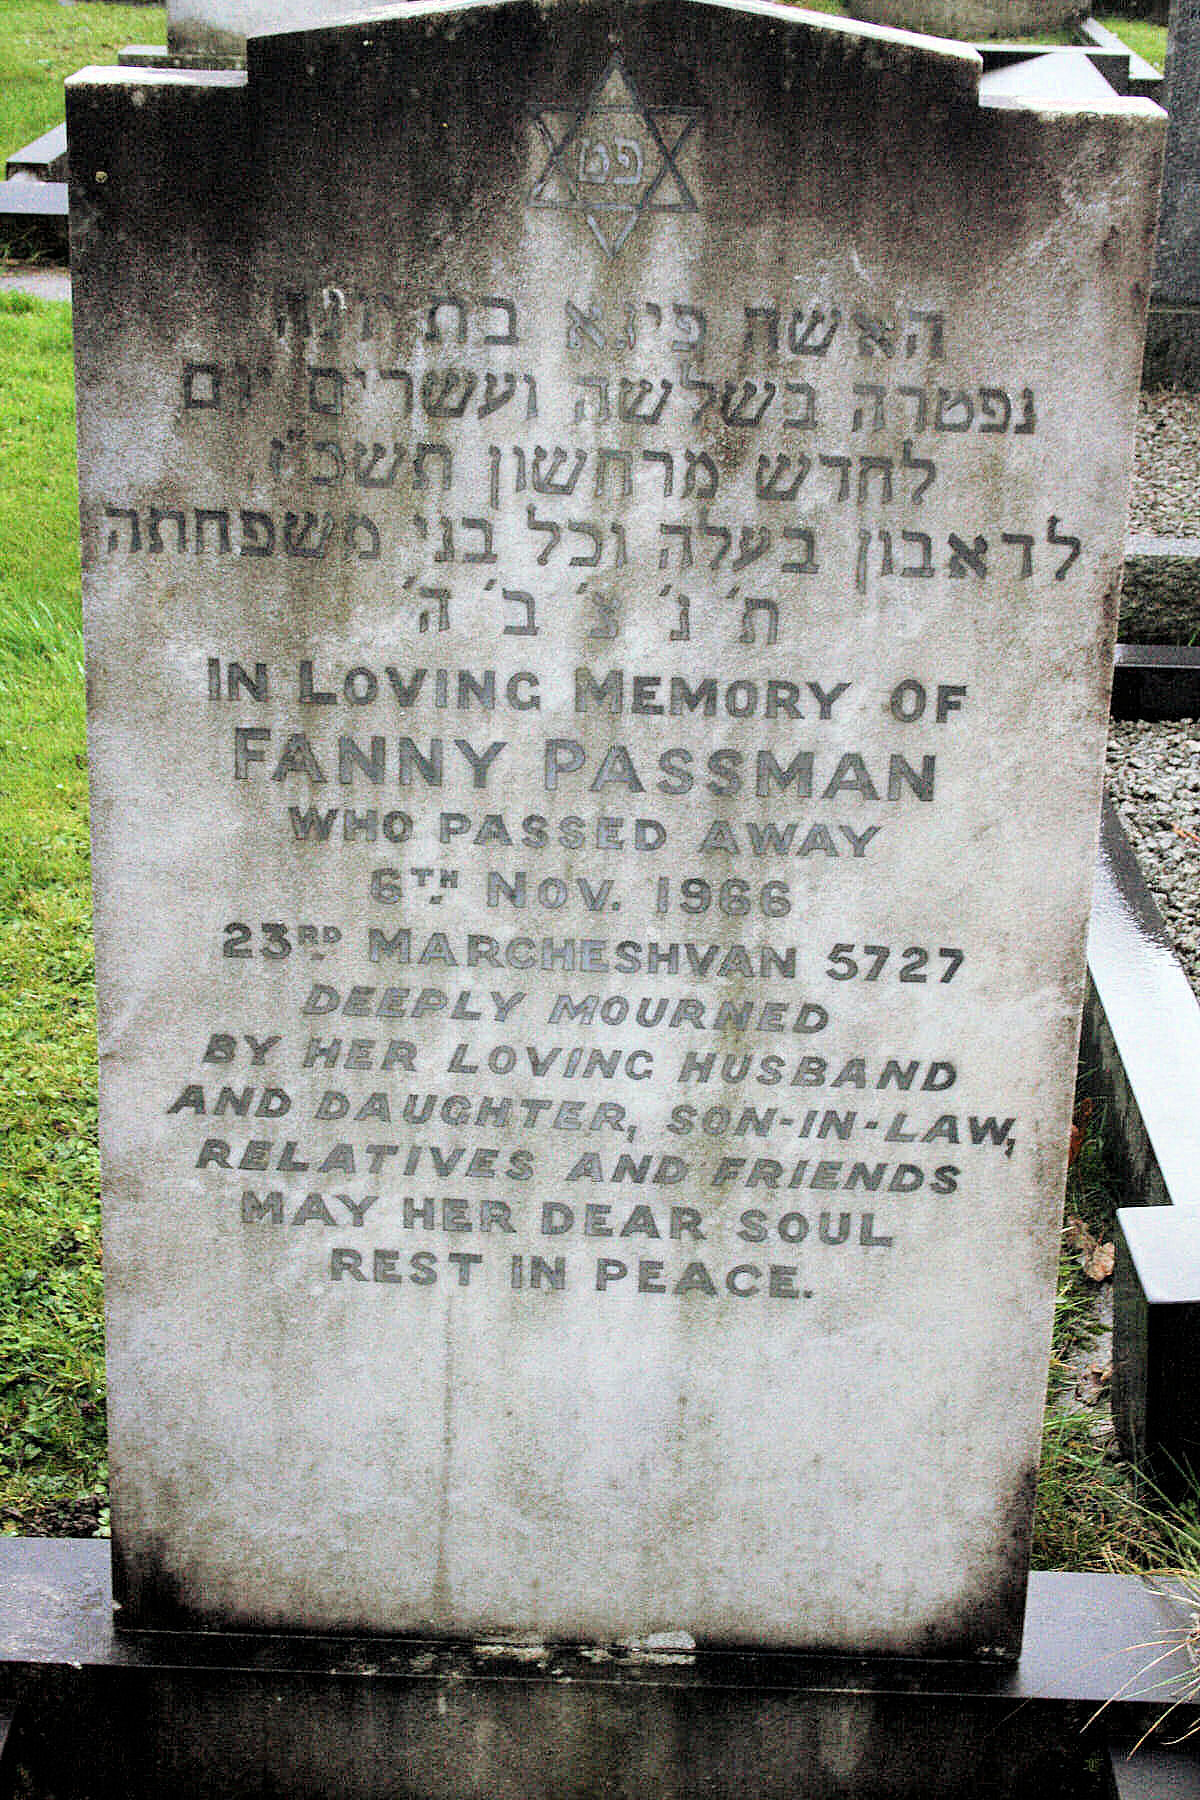 פט
האשה פיגא בת יונה
נפטרה בשלשה ועשרים יום
לחדש מרחשון תשכ״ז
לדאבון בעלה וכל בני משפחתה
ת׳ נ׳ צ׳ ב׳ ה׳
IN LOVING MEMORY OF
FANNY PASSMAN
WHO PASSED AWAY
6TH. NOV. 1966
23RD. MARCHESHVAN 5727
DEEPLY MOURNED
BY HER LOVING HUSBAND
AND DAUGHTER, SON-IN-LAW,
RELATIVES AND FRIENDS
MAY HER DEAR SOUL
REST IN PEACE.